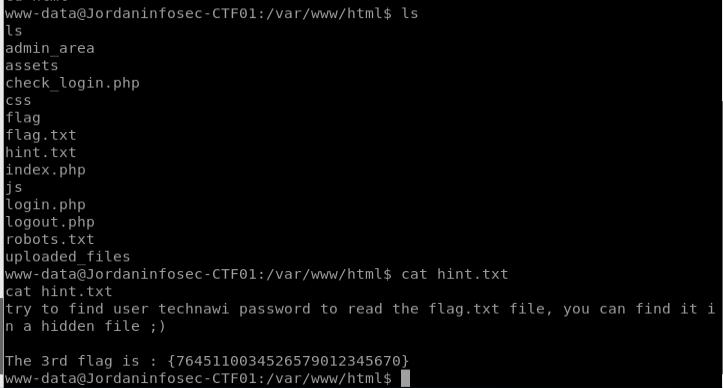 www-data@Jordaninfosec-CTF01:/var/www/html$ ls
ls
admin_area
assets
check_login.php
css
flag
flag.txt
hint.txt
index.php
js
login.php
logout.php
robots.txt
uploaded_files
www-data@Jordaninfosec-CTF01:/var/www/html$ cat hint.txt
cat hint.txt
try to find user technawi password to read the flag.txt file, you can find it i
n a hidden file ;)

The 3rd flag is : {7645110034526579012345670}
www-data@Jordaninfosec-CTF01:/var/www/html$